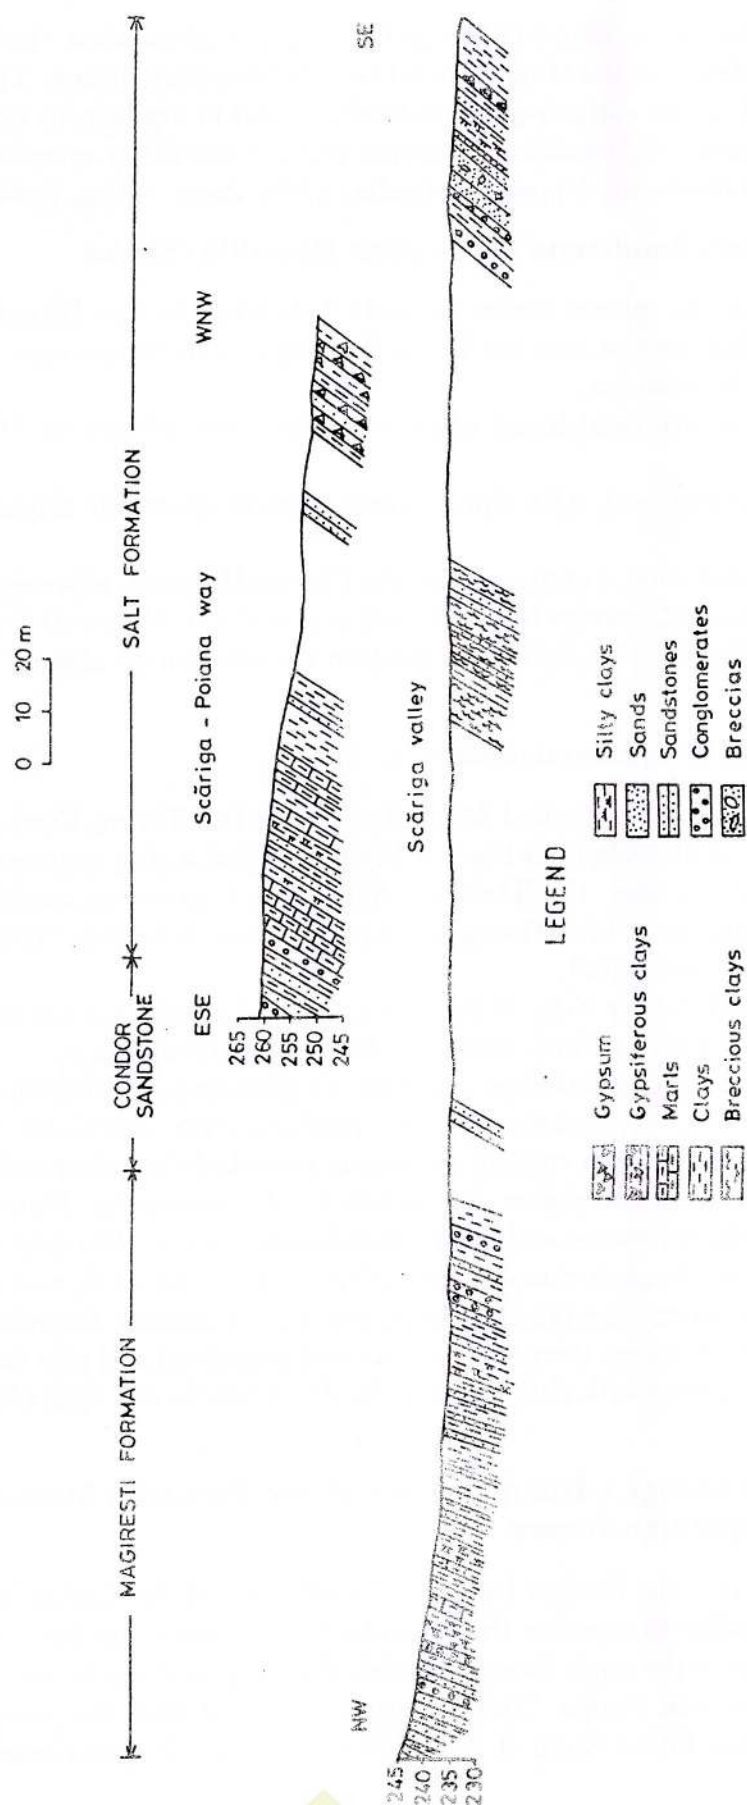 MAGIRESTI FORMATION
CONDOR
SANDSTONE
SALT FORMATION
0 10 20 m
ESE
Scăriga - Poiana way
WNW
265
260
255
250
245
NW
Scăriga valley
SE
245
240
235
230
LEGEND
Gypsum
Gypsiferous clays
Marls
Clays
Breccious clays
Silty clays
Sands
Sandstones
Conglomerates
Breccias